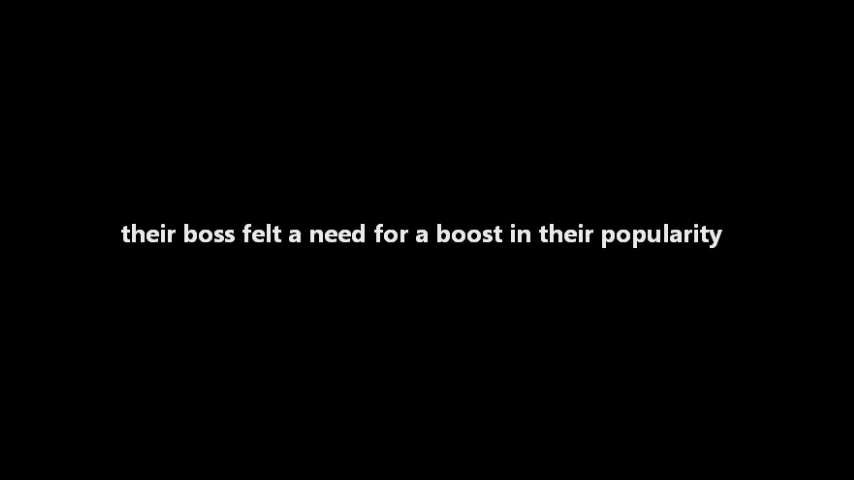 their boss felt a need for a boost in their popularity